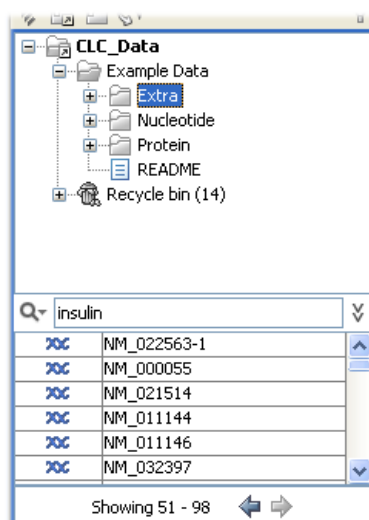 CLC_Data
Example Data
Extra
Nucleotide
Protein
README
Recycle bin (14)
insulin
NM_022563-1
NM_000055
NM_021514
NM_011144
NM_011146
NM_032397
Showing 51 - 98